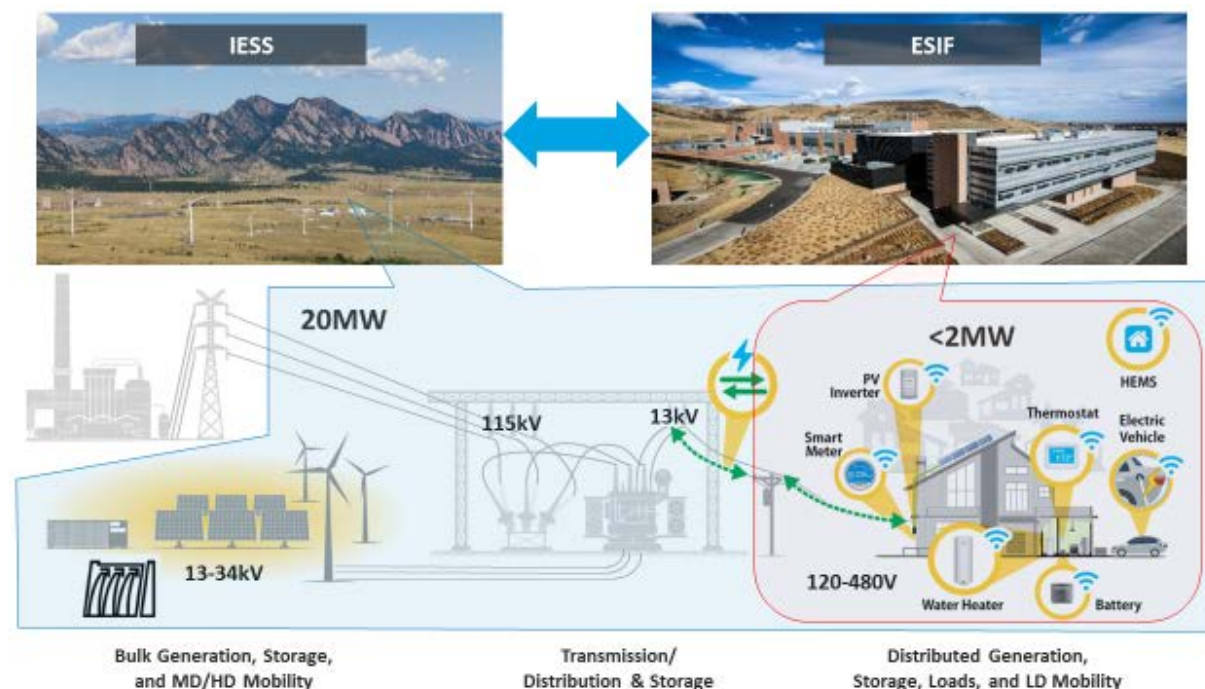 IESS
ESIF
20MW
<2MW
HEMS
PV
Inverter
Thermostat
Electric
Vehicle
115kV
13kV
Smart
Meter
13-34kV
120-480V
Water Heater
Battery
Bulk Generation, Storage,
and MD/HD Mobility
Transmission/
Distribution & Storage
Distributed Generation,
Storage, Loads, and LD Mobility